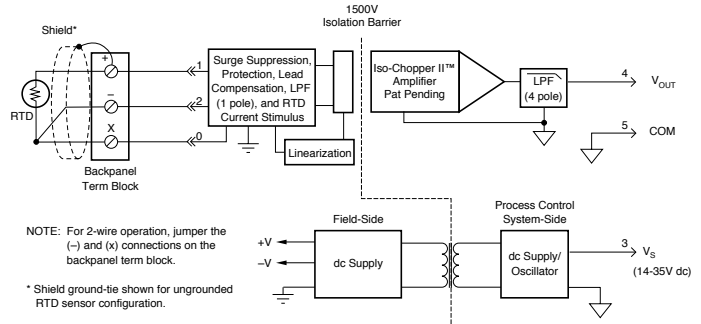 1500V
Isolation Barrier
Shield*
+
–
X
RTD
Backpanel
Term Block
1
2
0
Surge Suppression,
Protection, Lead
Compensation, LPF
(1 pole), and RTD
Current Stimulus
Linearization
Iso-Chopper II™
Amplifier
Pat Pending
LPF
(4 pole)
4
VOUT
5
COM
NOTE: For 2-wire operation, jumper the
(–) and (x) connections on the
backpanel term block.
* Shield ground-tie shown for ungrounded
RTD sensor configuration.
Field-Side
+V
–V
dc Supply
Process Control
System-Side
dc Supply/
Oscillator
3
VS
(14-35V dc)